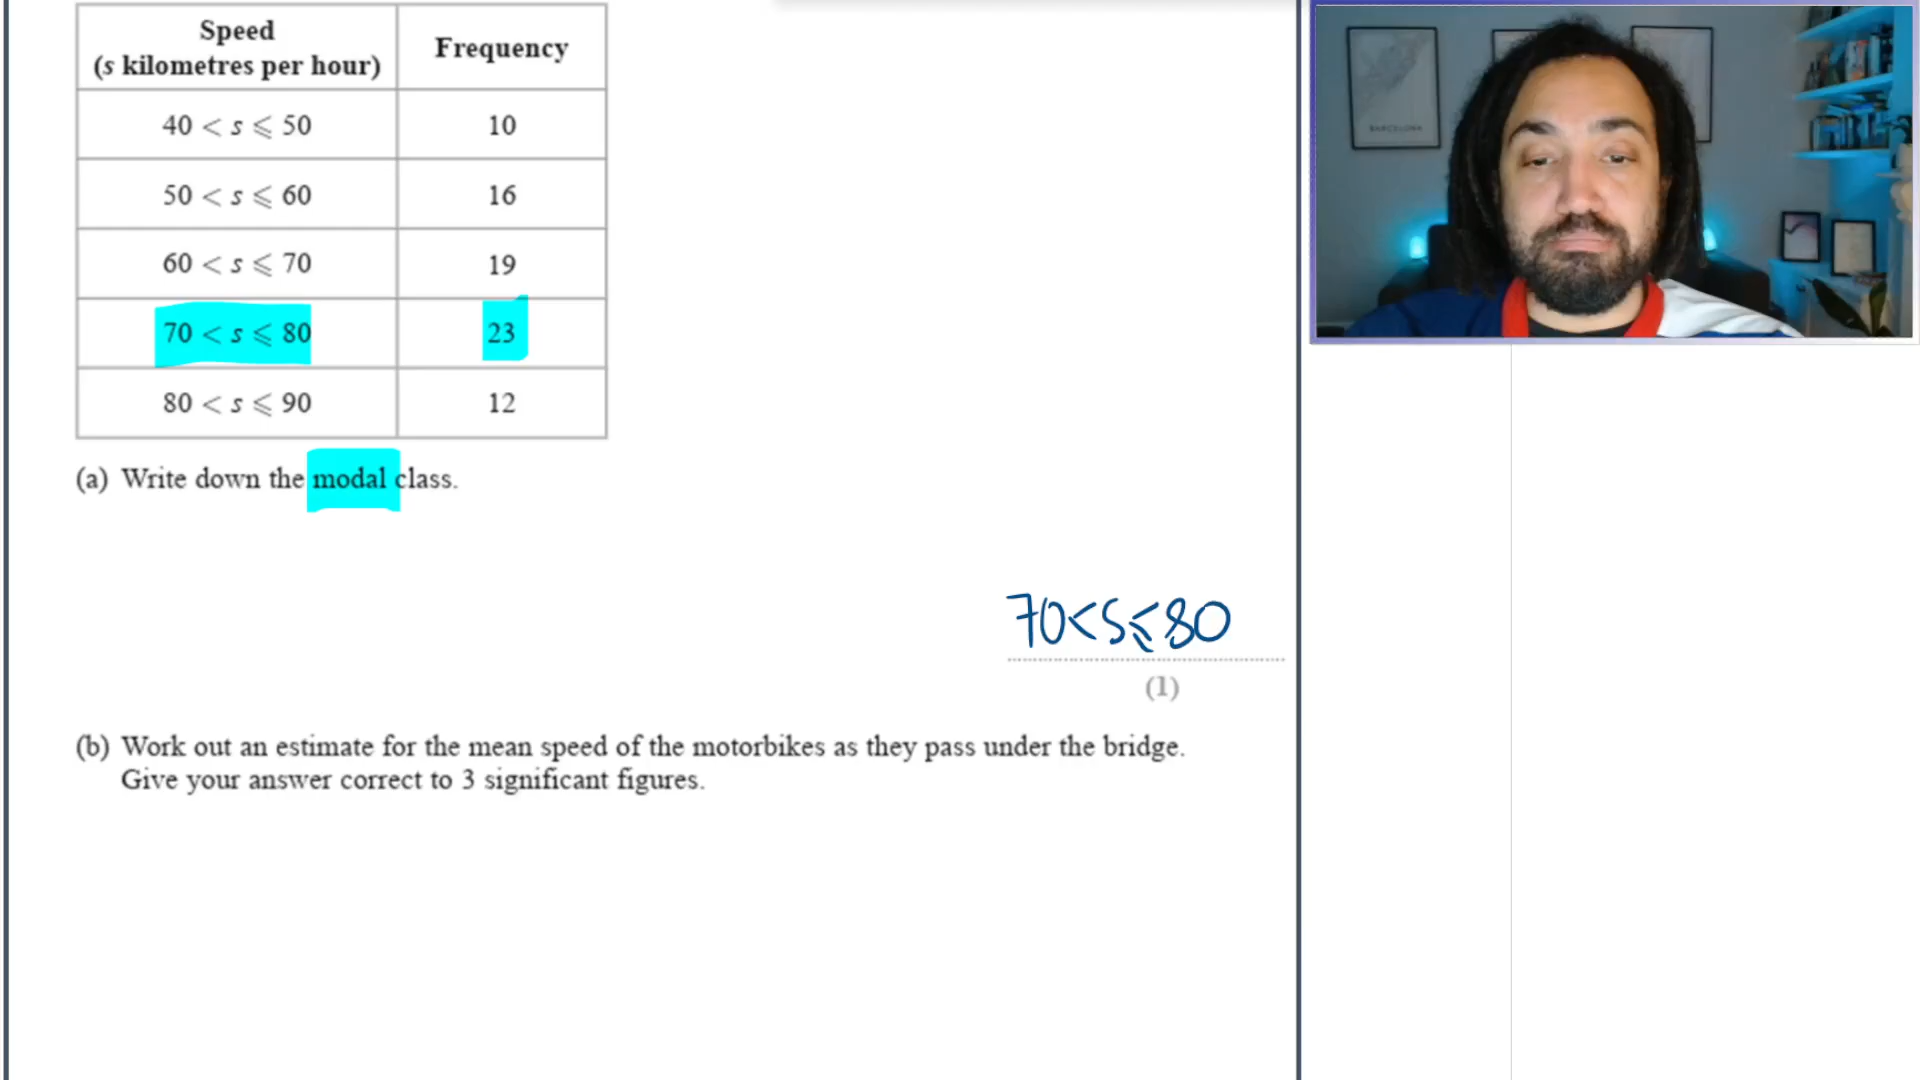 Speed
(s kilometres per hour)
Frequency
40 < s ⩽ 50
10
50 < s ⩽ 60
16
60 < s ⩽ 70
19
70 < s ⩽ 80
23
80 < s ⩽ 90
12
(a) Write down the modal class.
70<s⩽80
(1)
(b) Work out an estimate for the mean speed of the motorbikes as they pass under the bridge.
Give your answer correct to 3 significant figures.
BARCELONA